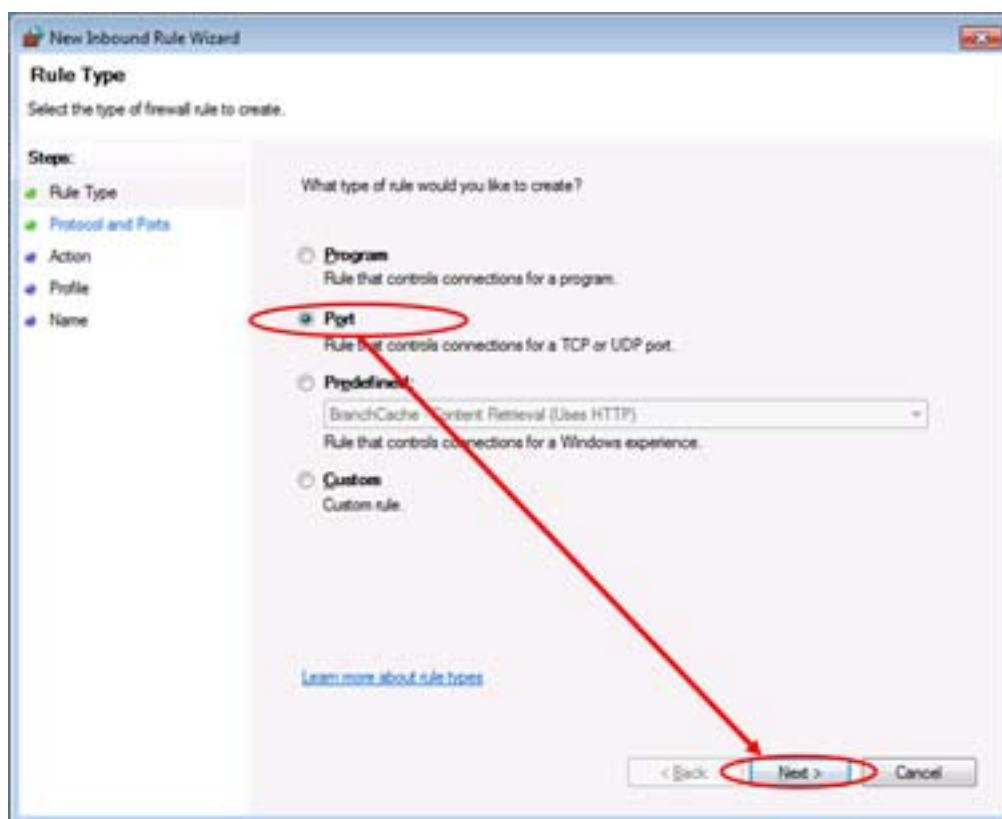 New Inbound Rule Wizard
Rule Type
Select the type of firewall rule to create.
Steps:
Rule Type
Protocol and Ports
Action
Profile
Name
What type of rule would you like to create?
Program
Rule that controls connections for a program.
Port
Rule that controls connections for a TCP or UDP port.
Predefined:
BranchCache - Content Retrieval (Uses HTTP)
Rule that controls connections for a Windows experience.
Custom
Custom rule.
Learn more about rule types
< Back
Next >
Cancel